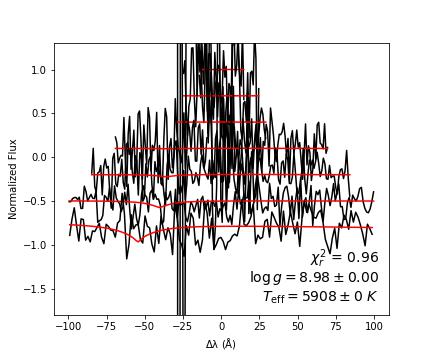 1.0
0.5
0.0
−0.5
−1.0
−1.5
Normalized Flux
χ²ᵣ = 0.96
log g = 8.98 ± 0.00
T_eff = 5908 ± 0 K
−100 −75 −50 −25 0 25 50 75 100
Δλ (Å)